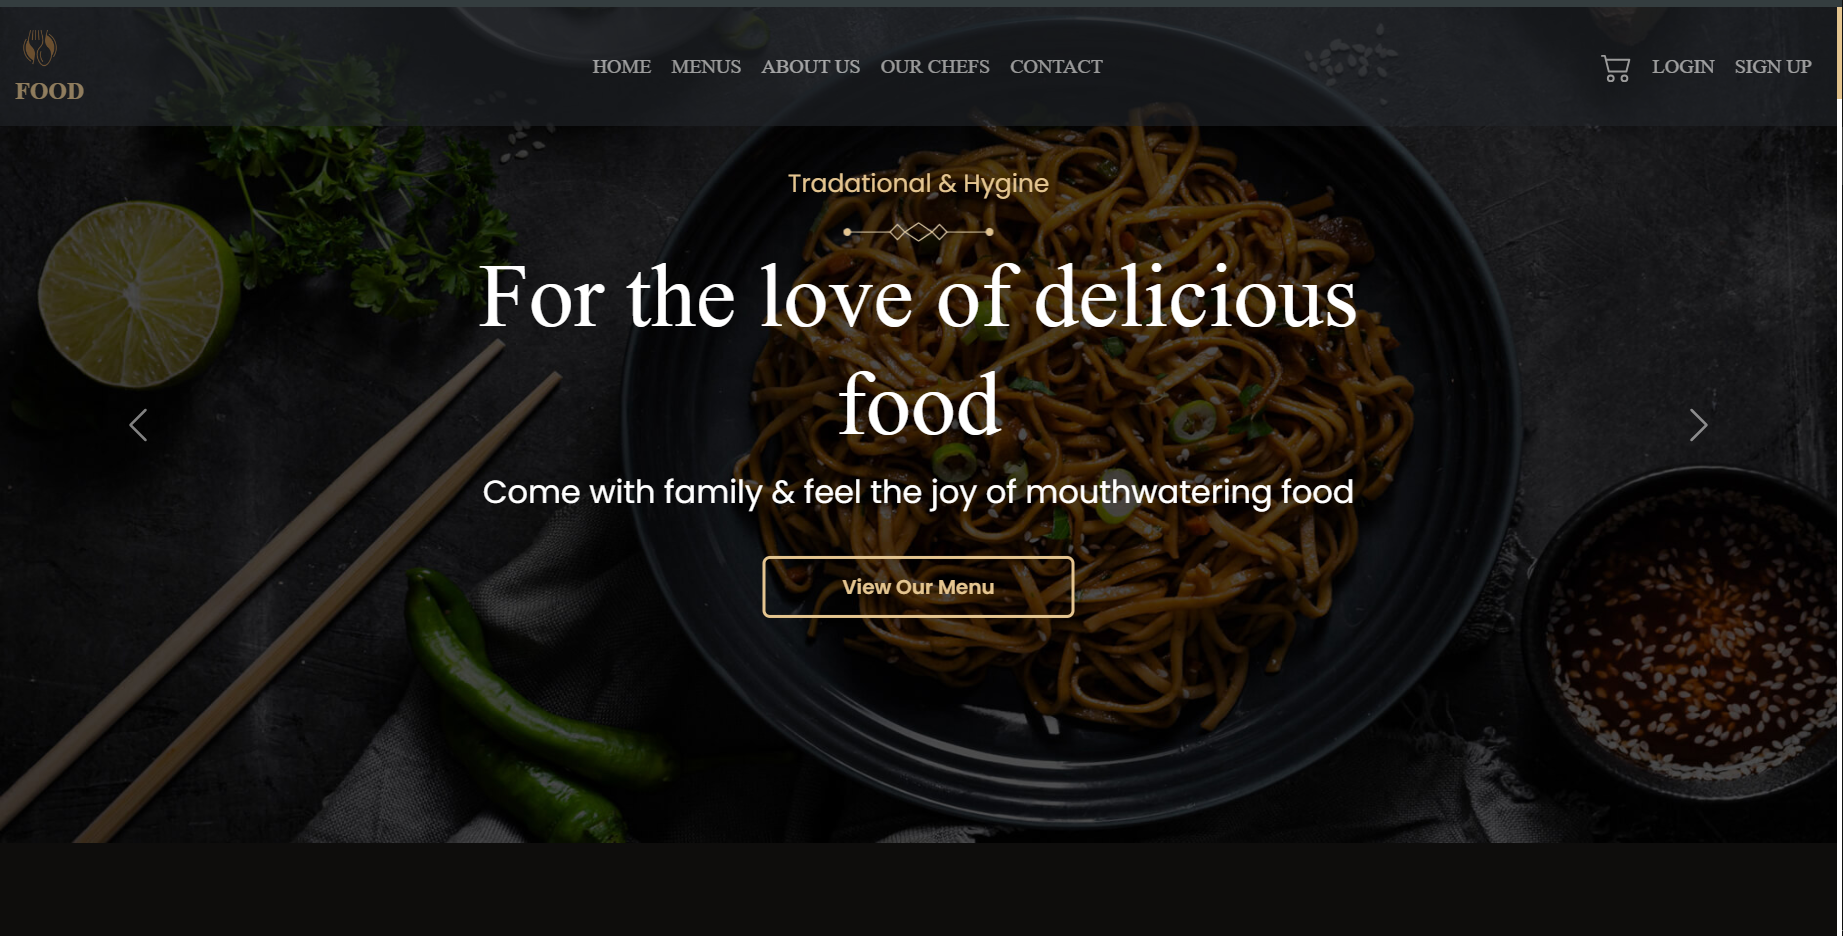 FOOD
HOME MENUS ABOUT US OUR CHEFS CONTACT
LOGIN SIGN UP
Tradational & Hygine
For the love of delicious
food
Come with family & feel the joy of mouthwatering food
View Our Menu